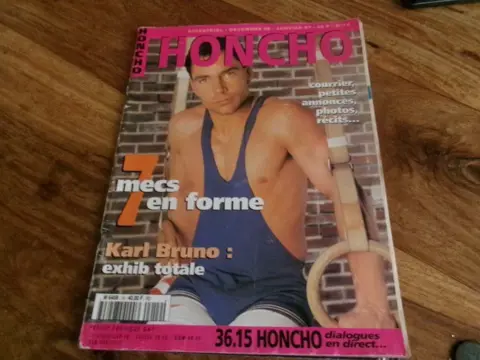 HONCHO
HONCHO
courrier,
petites
annonces,
photos,
récits...
7
mecs
en forme
Karl Bruno :
exhib totale
36.15 HONCHO
dialogues
en direct...